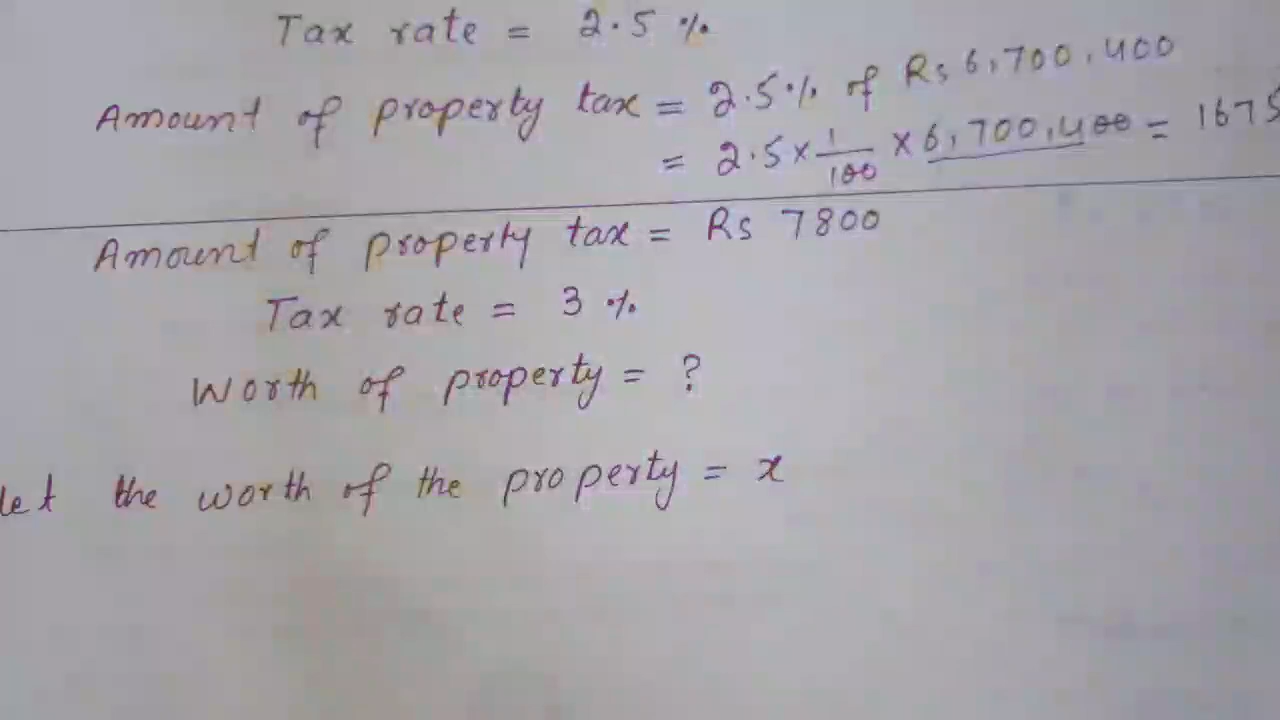 Tax rate = 2.5 %
Amount of property tax = 2.5% of Rs 6,700,400
= 2.5 × 1/100 × 6,700,400 = 1675
Amount of property tax = Rs 7800
Tax rate = 3 %
Worth of property = ?
let the worth of the property = x